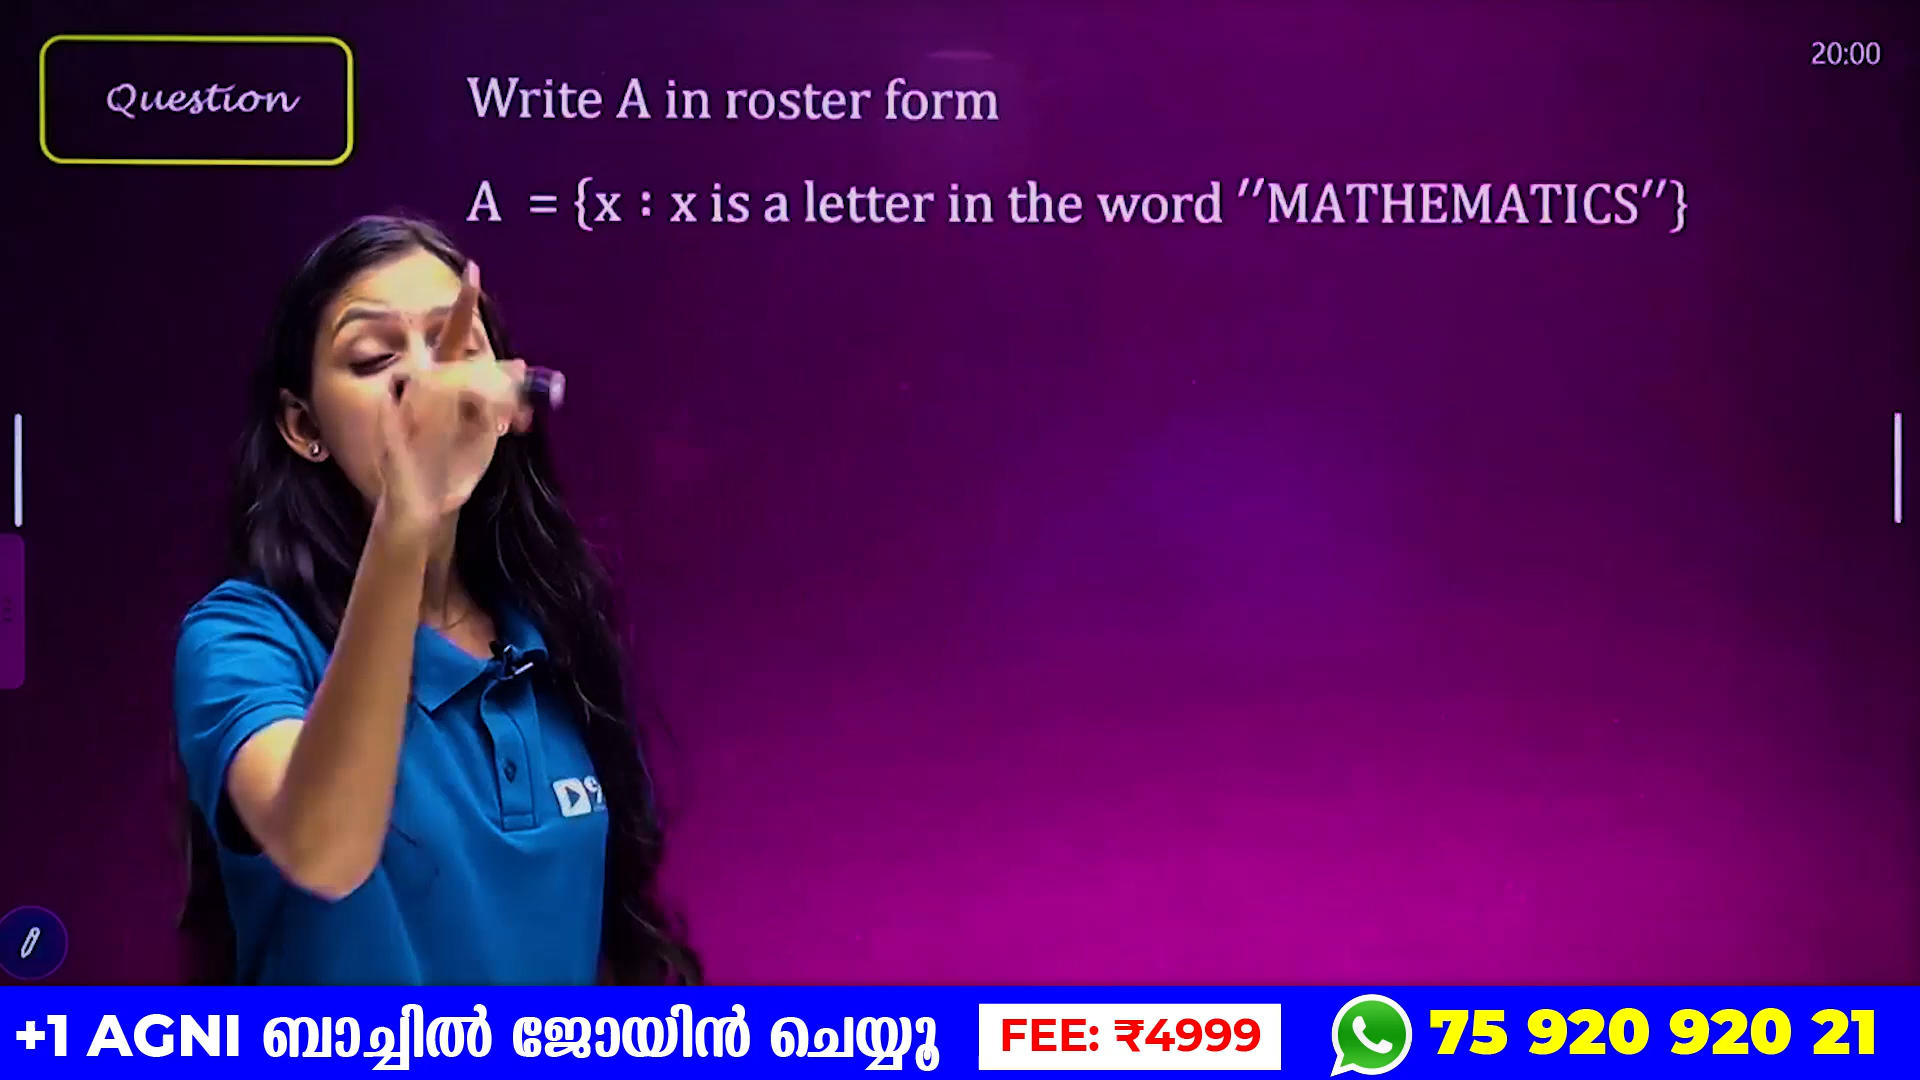 Question
20:00
Write A in roster form
A = {x : x is a letter in the word ″MATHEMATICS″}
+1 AGNI ബാച്ചിൽ ജോയിൻ ചെയ്യൂ
FEE: ₹4999
75 920 920 21